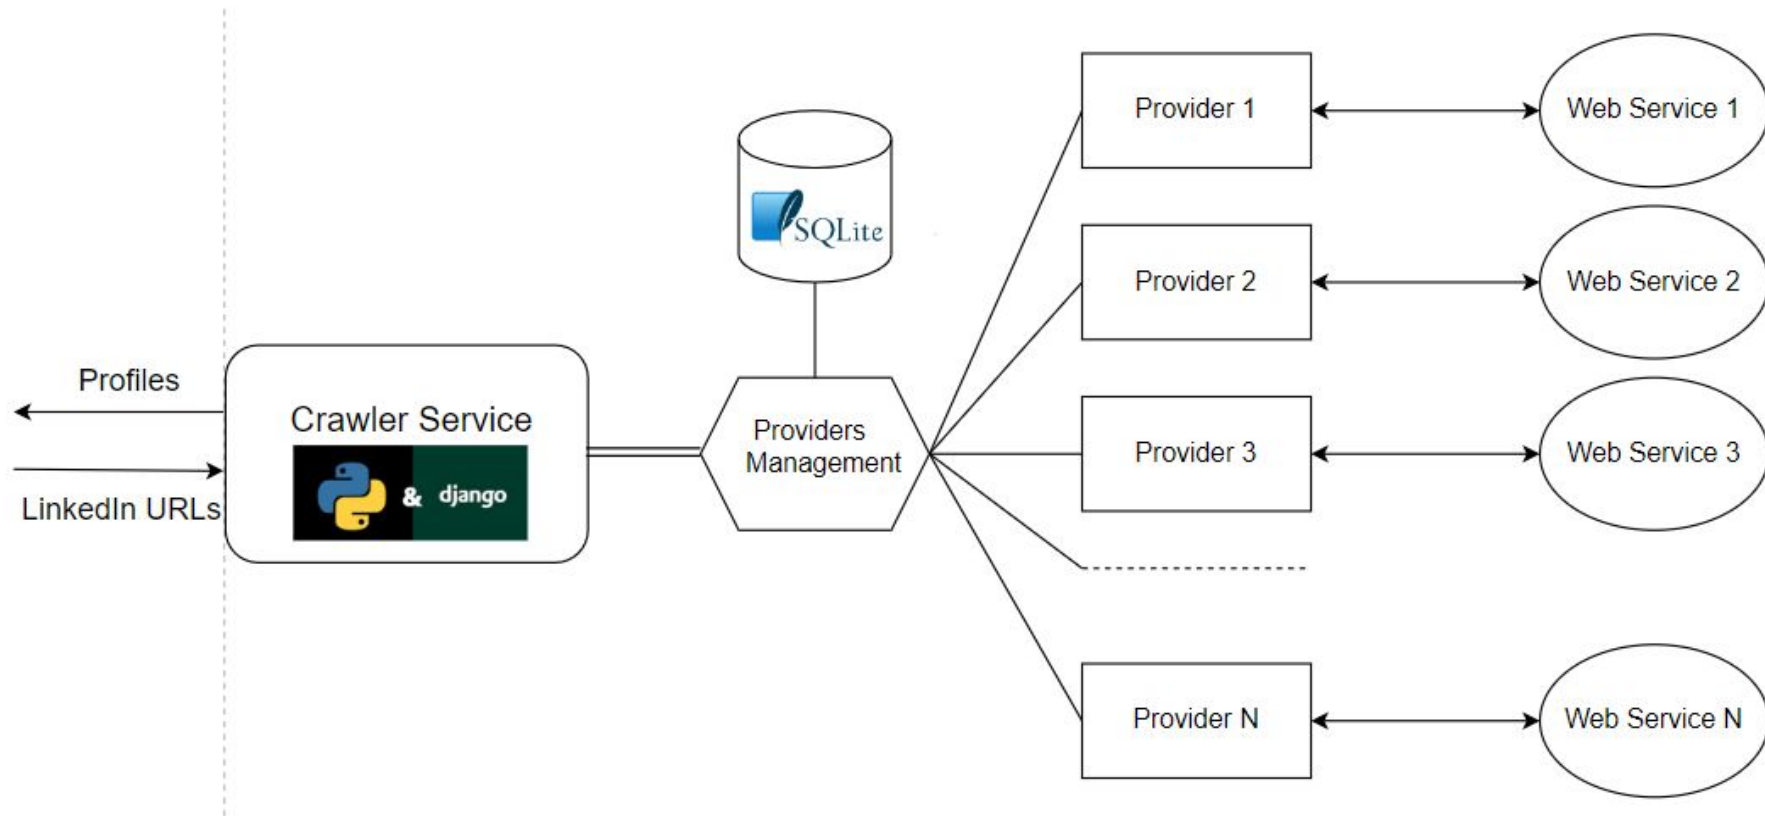 Provider 1
Web Service 1
SQLite
Provider 2
Web Service 2
Profiles
Crawler Service
& django
LinkedIn URLs
Providers
Management
Provider 3
Web Service 3
Provider N
Web Service N